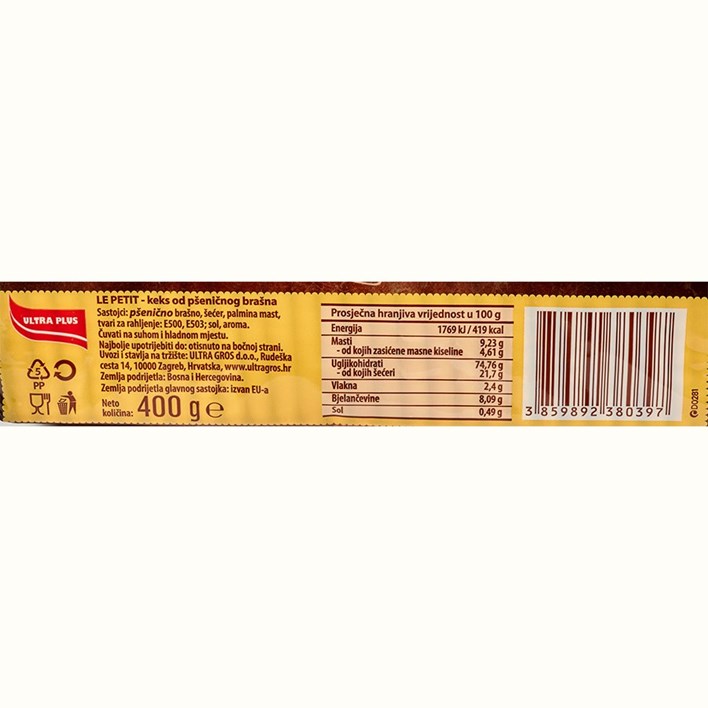 ULTRA PLUS
LE PETIT - keks od pšeničnog brašna
Sastojci: pšenično brašno, šećer, palmina mast,
tvari za rahljenje: E500, E503; sol, aroma.
Čuvati na suhom i hladnom mjestu.
Najbolje upotrijebiti do: otisnuto na bočnoj strani.
Uvozi i stavlja na tržište: ULTRA GROS d.o.o., Rudeška
cesta 14, 10000 Zagreb, Hrvatska, www.ultragros.hr
Zemlja podrijetla: Bosna i Hercegovina.
Zemlja podrijetla glavnog sastojka: izvan EU-a
Neto
količina: 400 g e
5
PP
Prosječna hranjiva vrijednost u 100 g
Energija 1769 kJ / 419 kcal
Masti 9,23 g
- od kojih zasićene masne kiseline 4,61 g
Ugljikohidrati 74,76 g
- od kojih šećeri 21,7 g
Vlakna 2,4 g
Bjelančevine 8,09 g
Sol 0,49 g
3 859892 380397
DO281